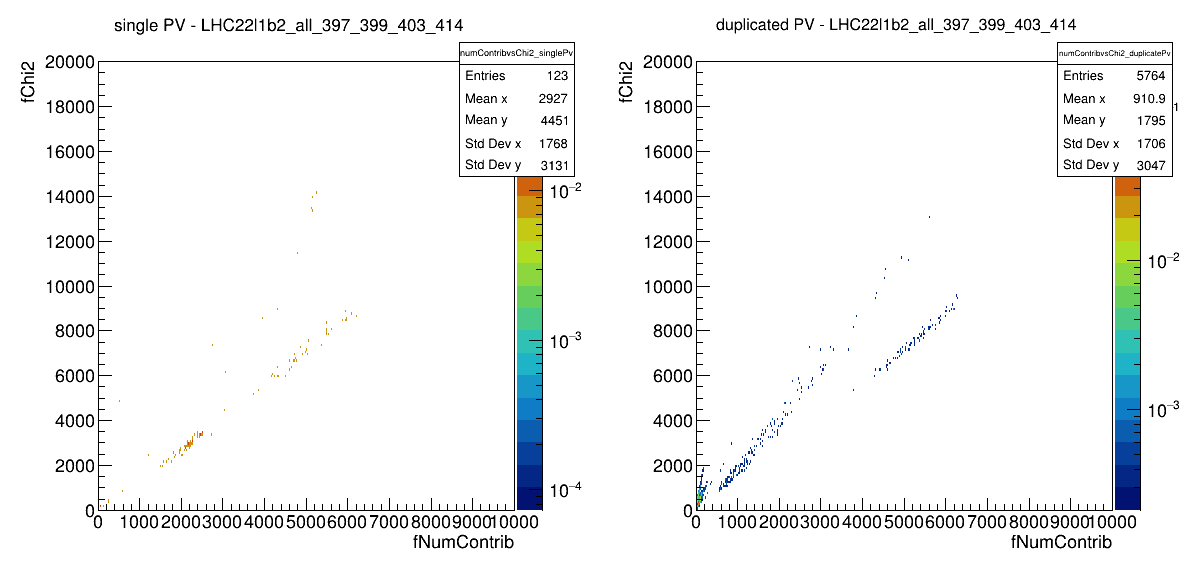 single PV - LHC22l1b2_all_397_399_403_414
numContribvsChi2_singlePv
Entries 123
Mean x 2927
Mean y 4451
Std Dev x 1768
Std Dev y 3131
fChi2
20000
18000
16000
14000
12000
10000
8000
6000
4000
2000
0
0 1000 2000 3000 4000 5000 6000 7000 8000 9000 10000
fNumContrib
10−2
10−3
10−4
duplicated PV - LHC22l1b2_all_397_399_403_414
numContribvsChi2_duplicatePv
Entries 5764
Mean x 910.9
Mean y 1795
Std Dev x 1706
Std Dev y 3047
fChi2
20000
18000
16000
14000
12000
10000
8000
6000
4000
2000
0
0 1000 2000 3000 4000 5000 6000 7000 8000 9000 10000
fNumContrib
1
10−2
10−3